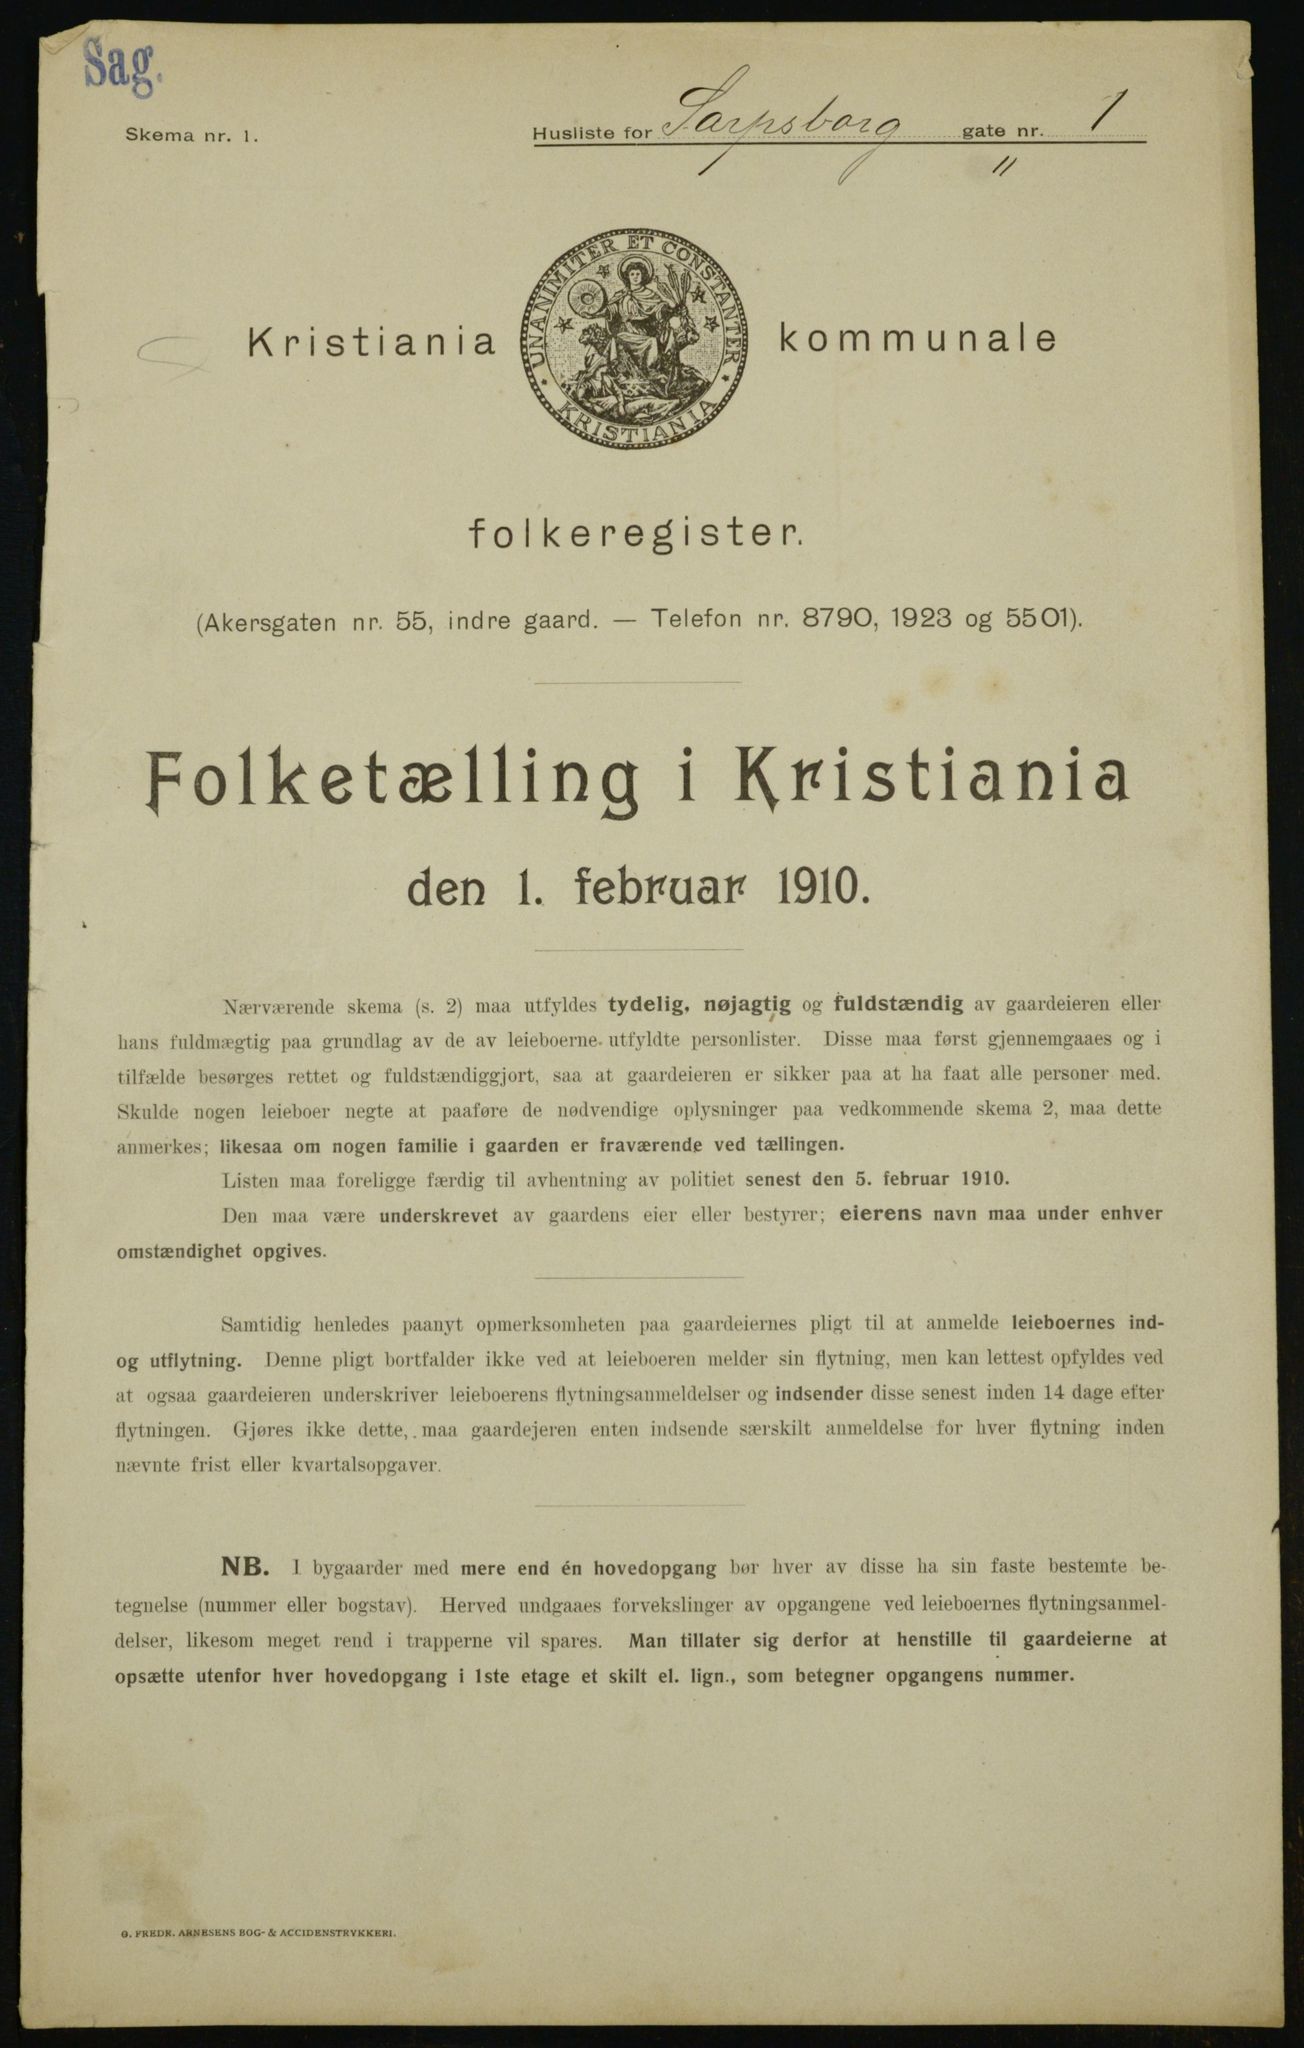 Sag.
Skema nr. 1.
Husliste for Sarpsborg gate nr. 1
"
UNANIMITER ET CONSTANTER
KRISTIANIA
Kristiania kommunale
folkeregister.
(Akersgaten nr. 55, indre gaard. — Telefon nr. 8790, 1923 og 5501).
Folketælling i Kristiania
den 1. februar 1910.
Nærværende skema (s. 2) maa utfyldes tydelig, nøjagtig og fuldstændig av gaardeieren eller
hans fuldmægtig paa grundlag av de av leieboerne utfyldte personlister. Disse maa først gjennemgaaes og i
tilfælde besørges rettet og fuldstændiggjort, saa at gaardeieren er sikker paa at ha faat alle personer med.
Skulde nogen leieboer negte at paaføre de nødvendige oplysninger paa vedkommende skema 2, maa dette
anmerkes; likesaa om nogen familie i gaarden er fraværende ved tællingen.
Listen maa foreligge færdig til avhentning av politiet senest den 5. februar 1910.
Den maa være underskrevet av gaardens eier eller bestyrer; eierens navn maa under enhver
omstændighet opgives.
Samtidig henledes paanyt opmerksomheten paa gaardeiernes pligt til at anmelde leieboernes ind-
og utflytning. Denne pligt bortfalder ikke ved at leieboeren melder sin flytning, men kan lettest opfyldes ved
at ogsaa gaardeieren underskriver leieboerens flytningsanmeldelser og indsender disse senest inden 14 dage efter
flytningen. Gjøres ikke dette, maa gaardejeren enten indsende særskilt anmeldelse for hver flytning inden
nævnte frist eller kvartalsopgaver.
NB. I bygaarder med mere end én hovedopgang bør hver av disse ha sin faste bestemte be-
tegnelse (nummer eller bogstav). Herved undgaaes forvekslinger av opgangene ved leieboernes flytningsanmel-
delser, likesom meget rend i trapperne vil spares. Man tillater sig derfor at henstille til gaardeierne at
opsætte utenfor hver hovedopgang i 1ste etage et skilt el. lign., som betegner opgangens nummer.
O. FREDR. ARNESENS BOG- & ACCIDENSTRYKKERI.